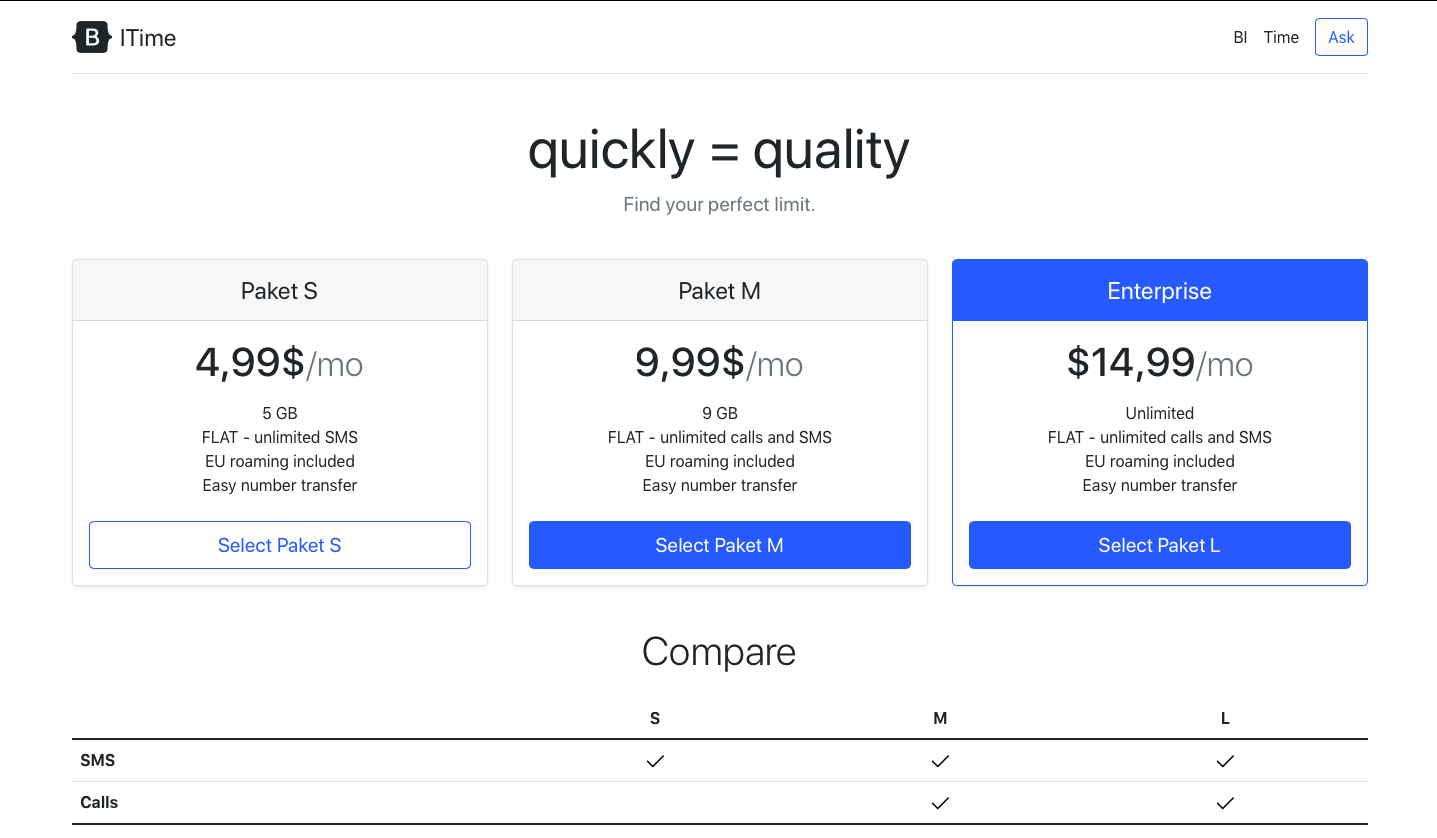 B lTime
Bl Time Ask
quickly = quality
Find your perfect limit.
Paket S
4,99$/mo
5 GB
FLAT - unlimited SMS
EU roaming included
Easy number transfer
Select Paket S
Paket M
9,99$/mo
9 GB
FLAT - unlimited calls and SMS
EU roaming included
Easy number transfer
Select Paket M
Enterprise
$14,99/mo
Unlimited
FLAT - unlimited calls and SMS
EU roaming included
Easy number transfer
Select Paket L
Compare
S M L
SMS
Calls